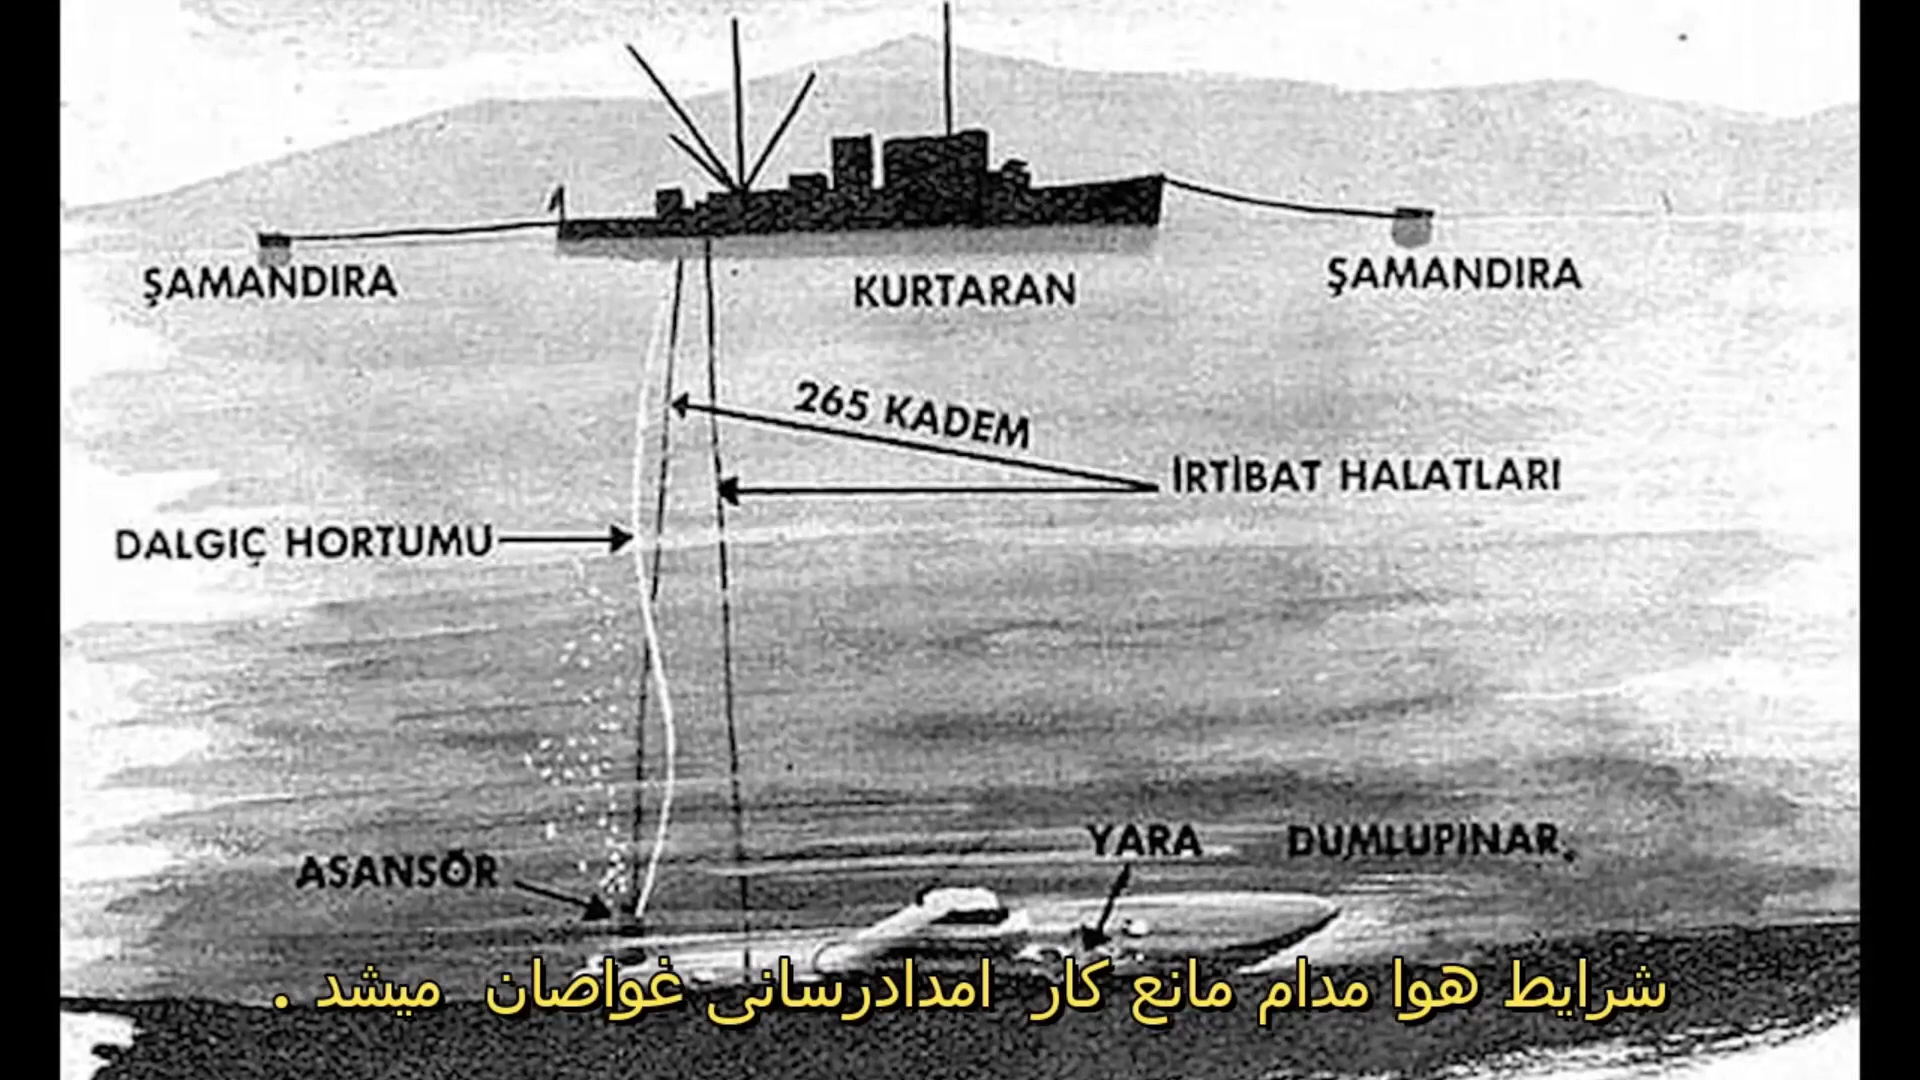 ŞAMANDIRA
KURTARAN
ŞAMANDIRA
265 KADEM
İRTİBAT HALATLARI
DALGIÇ HORTUMU
YARA
DUMLUPINAR.
ASANSÖR
شرایط هوا مدام مانع کار امدادرسانی غواصان میشد .